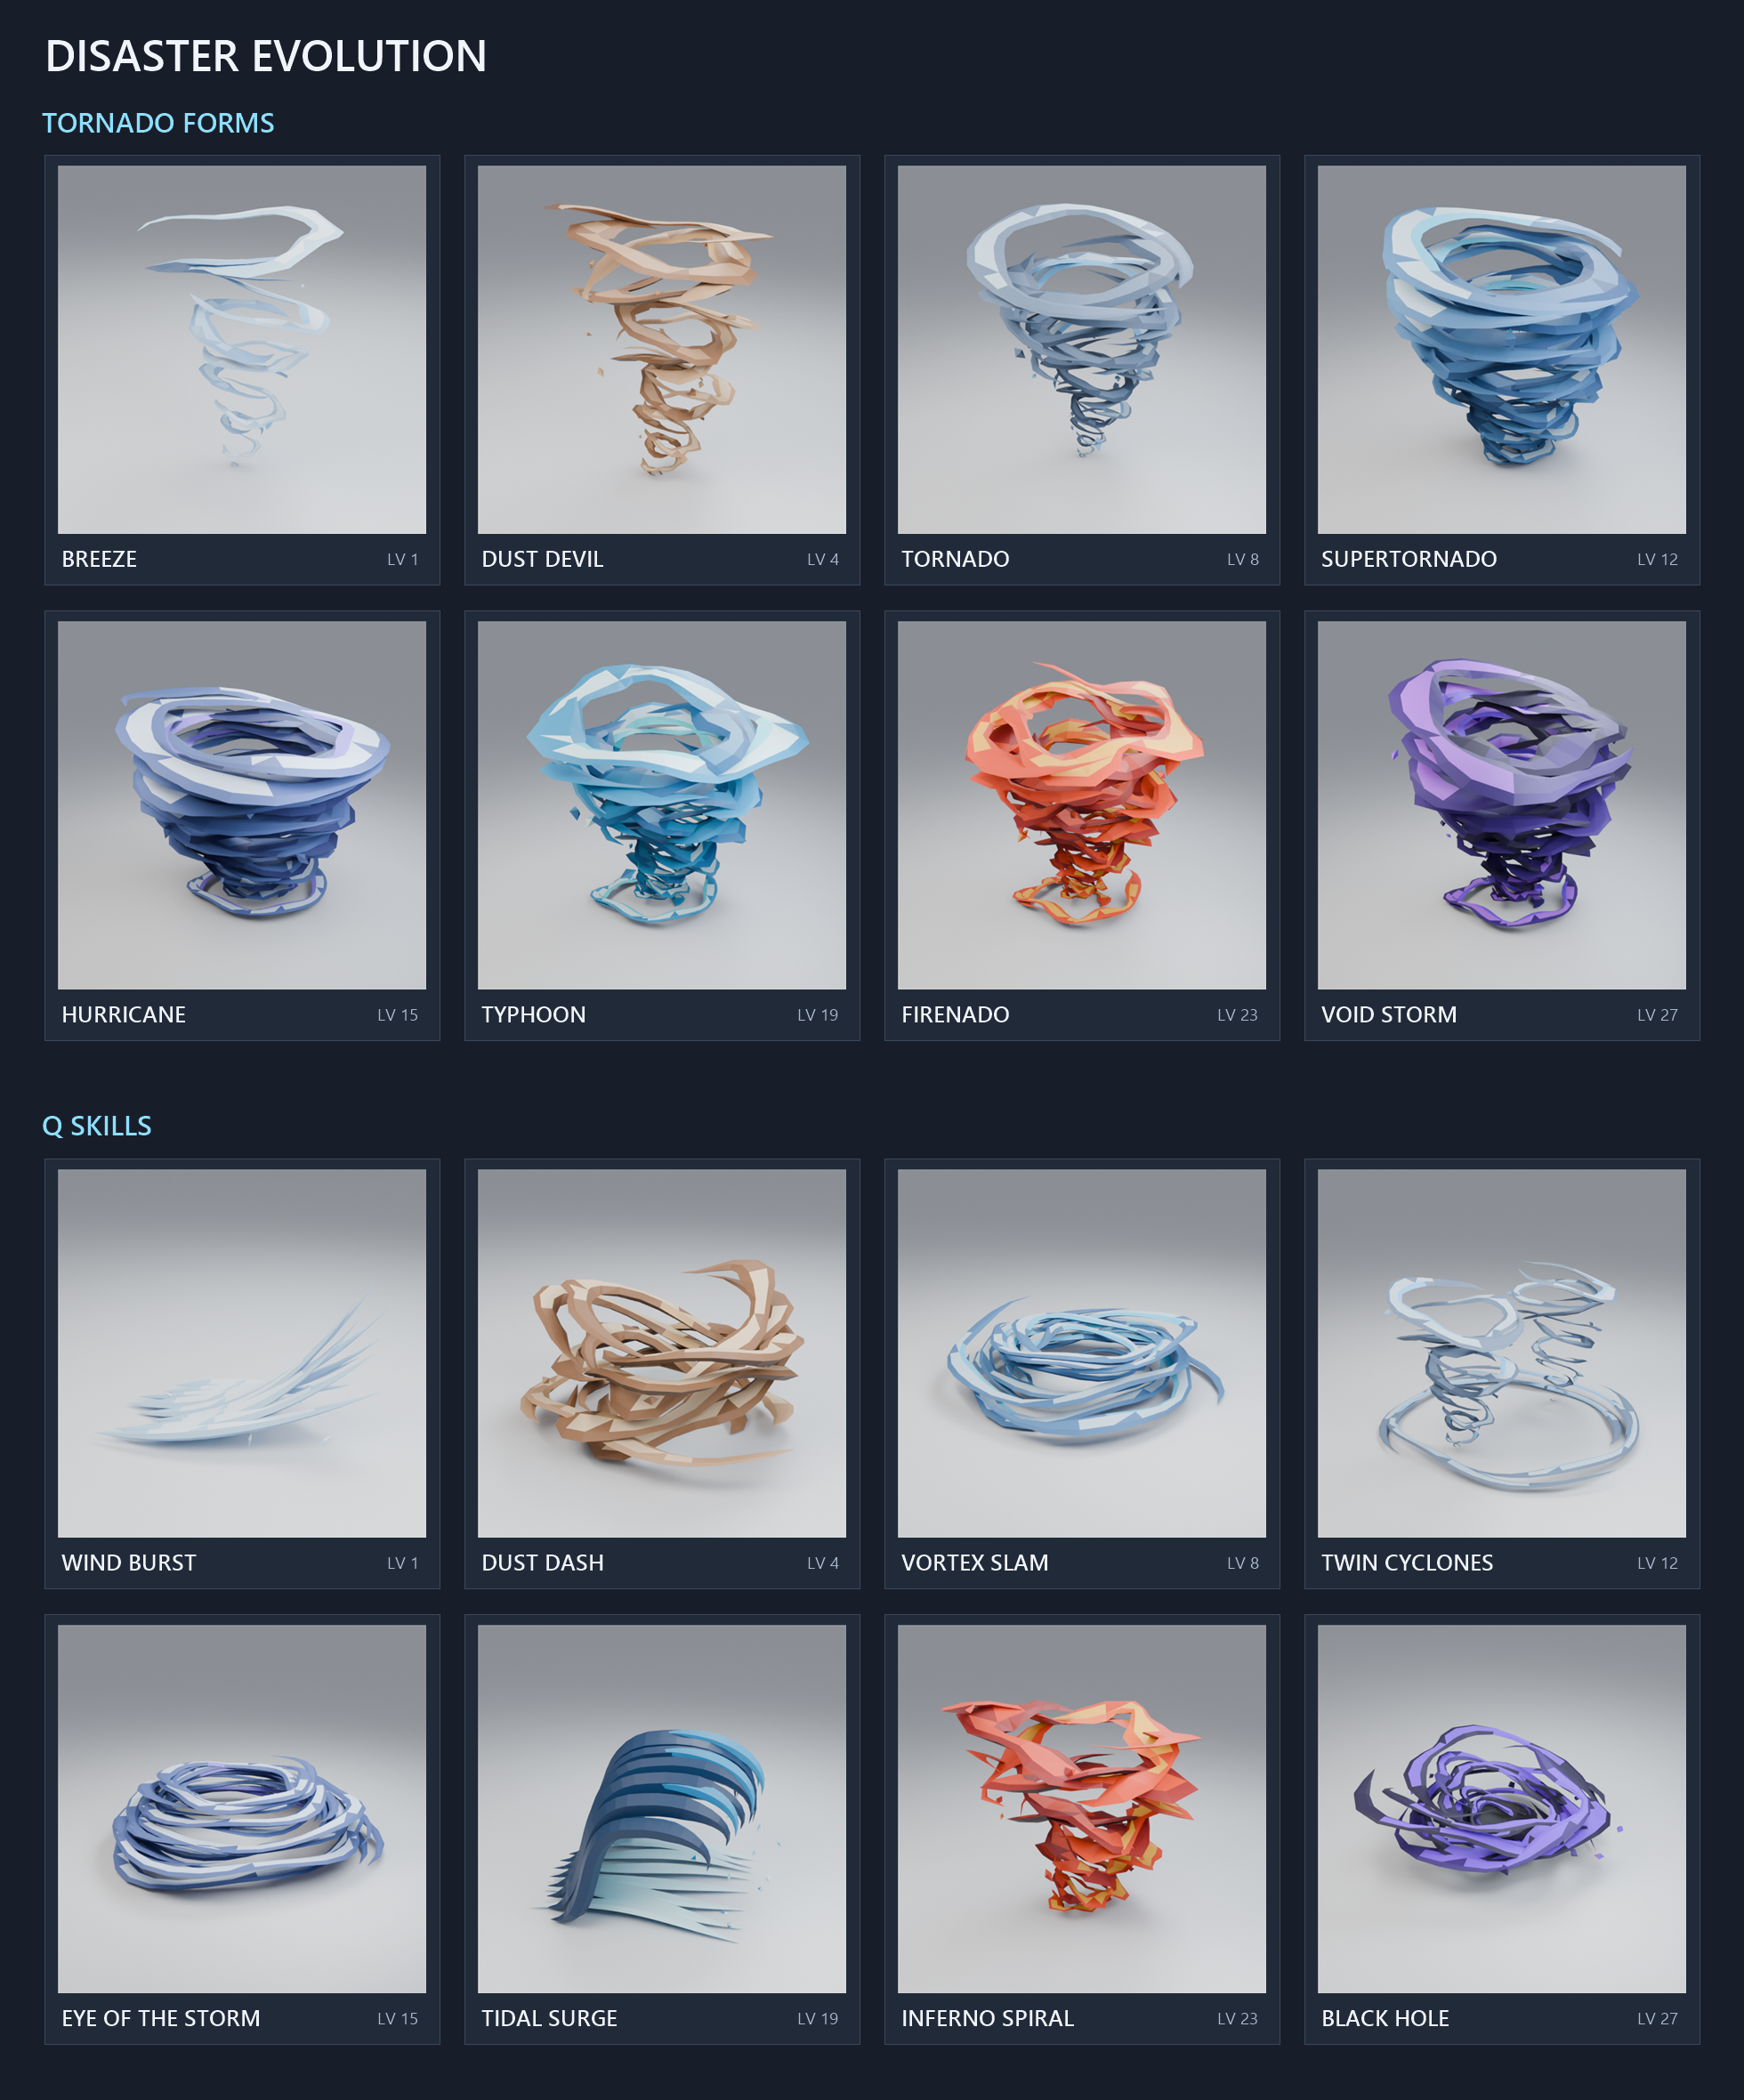 DISASTER EVOLUTION
TORNADO FORMS
BREEZE LV 1
DUST DEVIL LV 4
TORNADO LV 8
SUPERTORNADO LV 12
HURRICANE LV 15
TYPHOON LV 19
FIRENADO LV 23
VOID STORM LV 27
Q SKILLS
WIND BURST LV 1
DUST DASH LV 4
VORTEX SLAM LV 8
TWIN CYCLONES LV 12
EYE OF THE STORM LV 15
TIDAL SURGE LV 19
INFERNO SPIRAL LV 23
BLACK HOLE LV 27